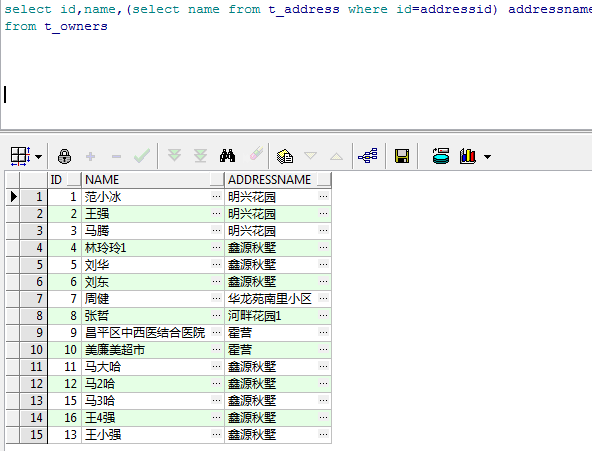 select id,name,(select name from t_address where id=addressid) addressname
from t_owners
ID NAME ADDRESSNAME
1 1 范小冰 ... 明兴花园 ...
2 2 王强 ... 明兴花园 ...
3 3 马腾 ... 明兴花园 ...
4 4 林玲玲1 ... 鑫源秋墅 ...
5 5 刘华 ... 鑫源秋墅 ...
6 6 刘东 ... 鑫源秋墅 ...
7 7 周健 ... 华龙苑南里小区 ...
8 8 张哲 ... 河畔花园1 ...
9 9 昌平区中西医结合医院 ... 霍营 ...
10 10 美廉美超市 ... 霍营 ...
11 11 马大哈 ... 鑫源秋墅 ...
12 12 马2哈 ... 鑫源秋墅 ...
13 15 马3哈 ... 鑫源秋墅 ...
14 16 王4强 ... 鑫源秋墅 ...
15 13 王小强 ... 鑫源秋墅 ...